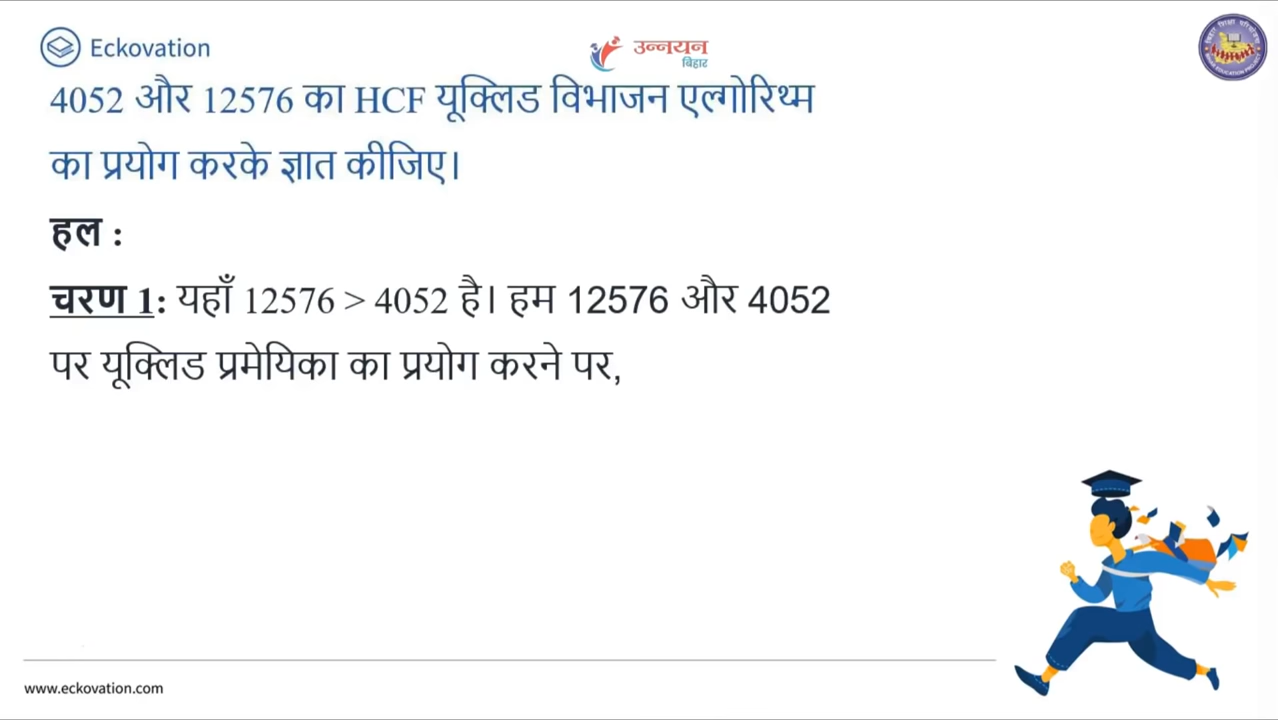 Eckovation
उन्नयन
बिहार
4052 और 12576 का HCF यूक्लिड विभाजन एल्गोरिथ्म
का प्रयोग करके ज्ञात कीजिए।
हल :
चरण 1: यहाँ 12576 > 4052 है। हम 12576 और 4052
पर यूक्लिड प्रमेयिका का प्रयोग करने पर,
www.eckovation.com